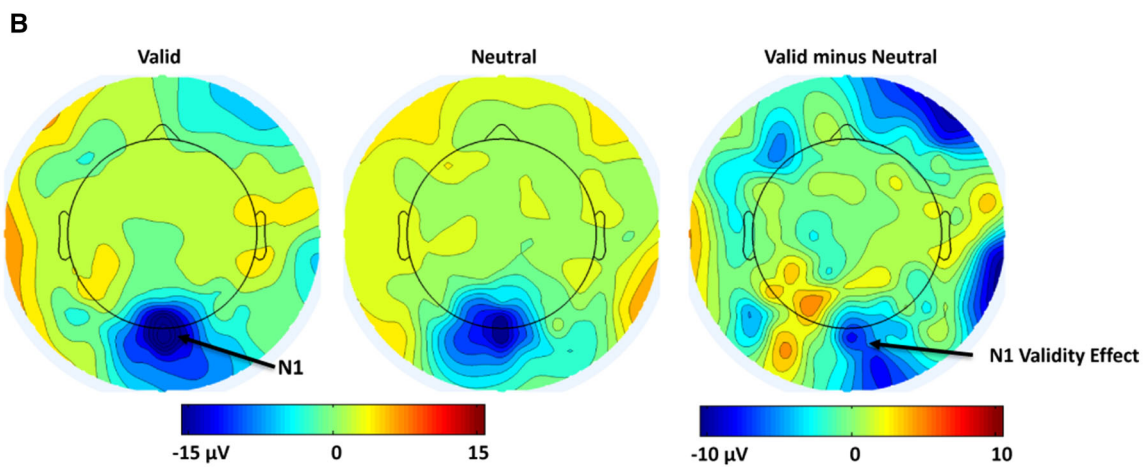 B
Valid
Neutral
Valid minus Neutral
N1
N1 Validity Effect
-15 µV
0
15
-10 µV
0
10